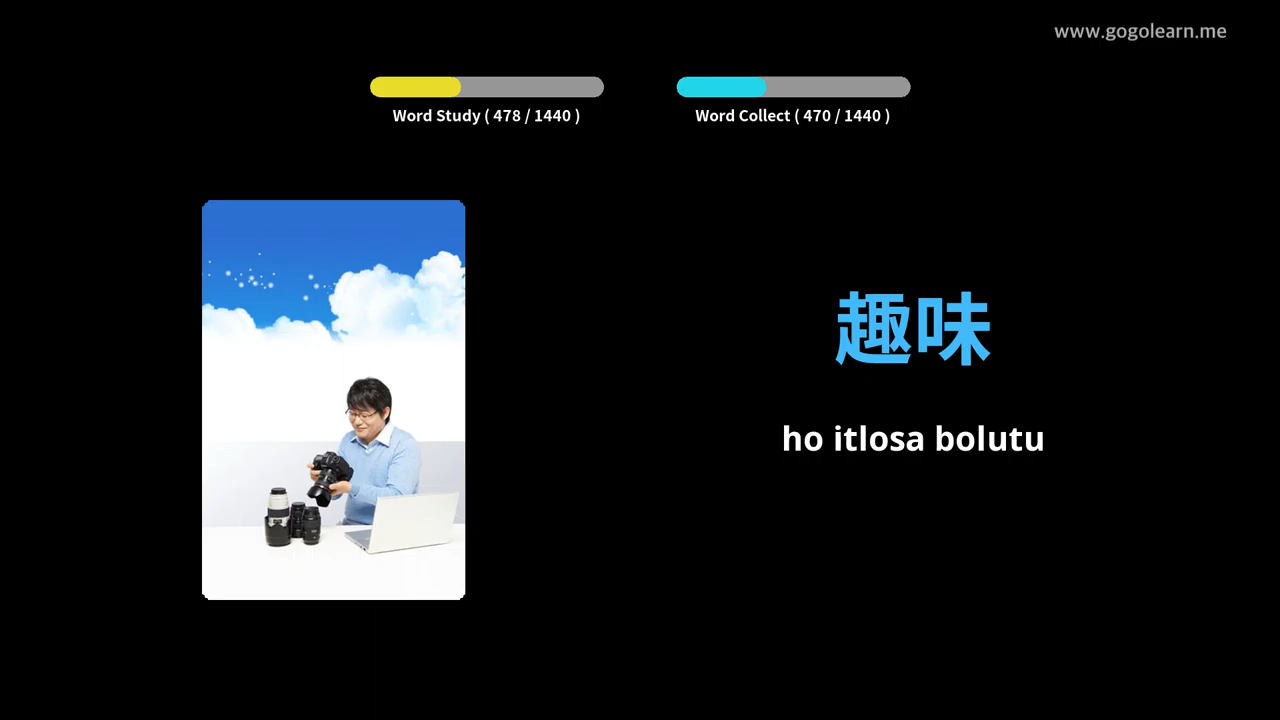 www.gogolearn.me
Word Study ( 478 / 1440 )
Word Collect ( 470 / 1440 )
趣味
ho itlosa bolutu